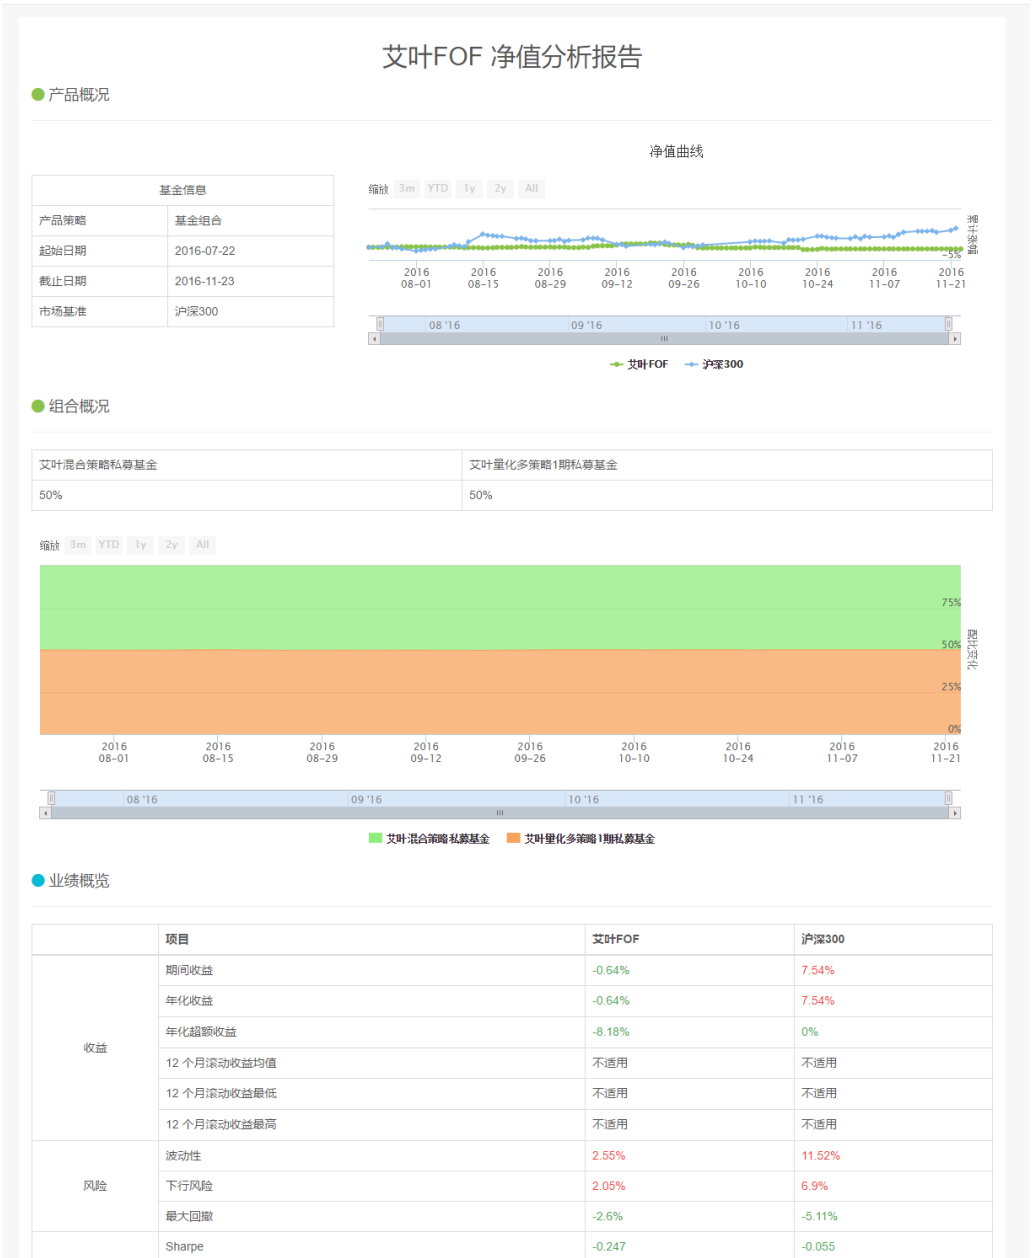 艾叶FOF 净值分析报告
产品概况
净值曲线
基金信息
产品策略 基金组合
起始日期 2016-07-22
截止日期 2016-11-23
市场基准 沪深300
缩放 3m YTD 1y 2y All
累计涨幅
-5%
2016 2016 2016 2016 2016 2016 2016 2016 2016
08-01 08-15 08-29 09-12 09-26 10-10 10-24 11-07 11-21
08 '16 09 '16 10 '16 11 '16
艾叶FOF 沪深300
组合概况
艾叶混合策略私募基金 艾叶量化多策略1期私募基金
50% 50%
缩放 3m YTD 1y 2y All
75%
50%
25%
0%
配比变化
2016 2016 2016 2016 2016 2016 2016 2016 2016
08-01 08-15 08-29 09-12 09-26 10-10 10-24 11-07 11-21
08 '16 09 '16 10 '16 11 '16
艾叶混合策略私募基金 艾叶量化多策略1期私募基金
业绩概览
项目 艾叶FOF 沪深300
收益
期间收益 -0.64% 7.54%
年化收益 -0.64% 7.54%
年化超额收益 -8.18% 0%
12 个月滚动收益均值 不适用 不适用
12 个月滚动收益最低 不适用 不适用
12 个月滚动收益最高 不适用 不适用
风险
波动性 2.55% 11.52%
下行风险 2.05% 6.9%
最大回撤 -2.6% -5.11%
Sharpe -0.247 -0.055